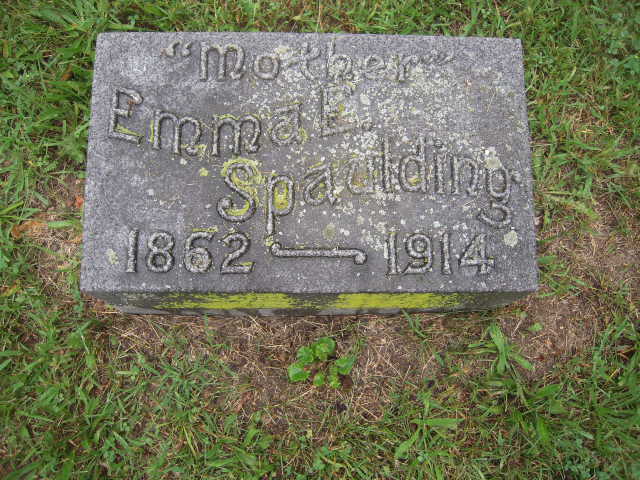 "Mother"
Emma E.
Spaulding
1862 – 1914